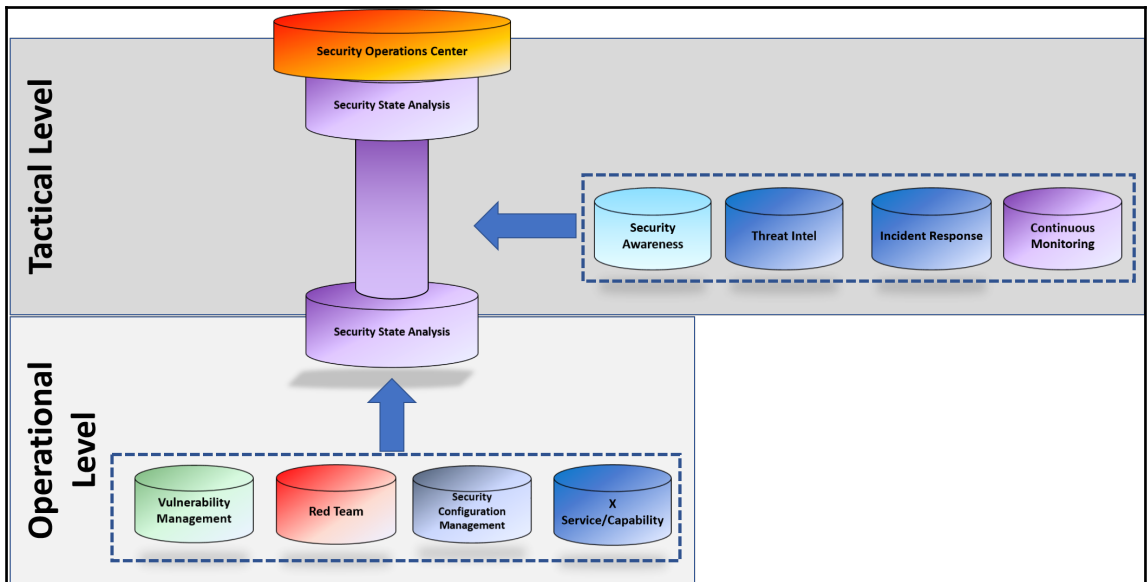 Security Operations Center
Security State Analysis
Tactical Level
Security
Awareness
Threat Intel
Incident Response
Continuous
Monitoring
Security State Analysis
Operational
Level
Vulnerability
Management
Red Team
Security
Configuration
Management
X
Service/Capability